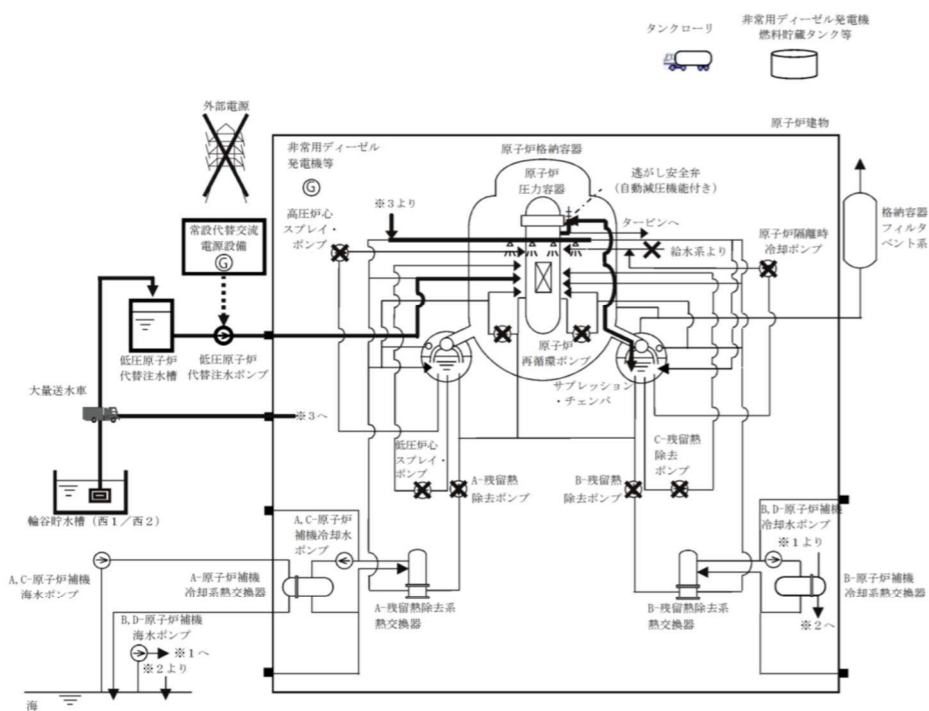 タンクローリ
非常用ディーゼル発電機
燃料貯蔵タンク等
外部電源
原子炉建物
非常用ディーゼル
発電機等
G
原子炉格納容器
原子炉
圧力容器
逃がし安全弁
(自動減圧機能付き)
※3より
タービンへ
高圧炉心
スプレイ・
ポンプ
常設代替交流
電源設備
G
給水系より
原子炉隔離時
冷却ポンプ
格納容器
フィルタ
ベント系
低圧原子炉
代替注水槽
低圧原子炉
代替注水ポンプ
原子炉
再循環ポンプ
サプレッション
・チェンバ
大量送水車
※3へ
低圧炉心
スプレイ・
ポンプ
A-残留熱
除去ポンプ
B-残留熱
除去ポンプ
C-残留熱
除去
ポンプ
輪谷貯水槽(西1/西2)
A,C-原子炉
補機冷却水
ポンプ
B,D-原子炉補機
冷却水ポンプ
※1より
A,C-原子炉補機
海水ポンプ
A-原子炉補機
冷却系熱交換器
B-原子炉補機
冷却系熱交換器
A-残留熱除去系
熱交換器
B-残留熱除去系
熱交換器
※2へ
B,D-原子炉補機
海水ポンプ
※1へ
※2より
海